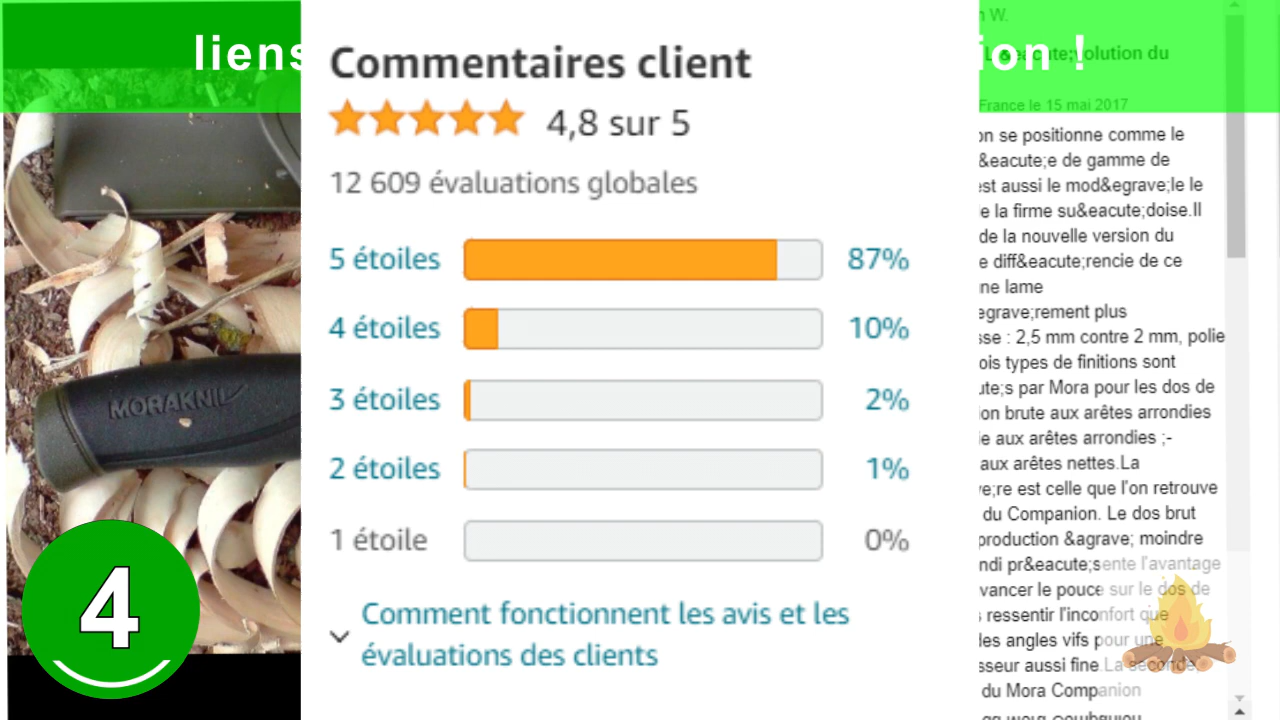 liens
ion !
Commentaires client
4,8 sur 5
12 609 évaluations globales
5 étoiles 87%
4 étoiles 10%
3 étoiles 2%
2 étoiles 1%
1 étoile 0%
Comment fonctionnent les avis et les
évaluations des clients
MORAKNIV
4
W.
L&eacute;volution du
France le 15 mai 2017
on se positionne comme le
&eacute;e de gamme de
est aussi le mod&egrave;le le
la firme su&eacute;doise.Il
de la nouvelle version du
e diff&eacute;rencie de ce
ne lame
egrave;rement plus
sse : 2,5 mm contre 2 mm, polie
ois types de finitions sont
ute;s par Mora pour les dos de
on brute aux arêtes arrondies
ie aux arêtes arrondies ;-
aux arêtes nettes.La
ve;re est celle que l'on retrouve
du Companion. Le dos brut
production &agrave; moindre
ndi pr&eacute;sente l'avantage
vancer le pouce sur le dos de
ressentir l'inconfort que
les angles vifs pour une
sseur aussi fine.La seconde
du Mora Companion